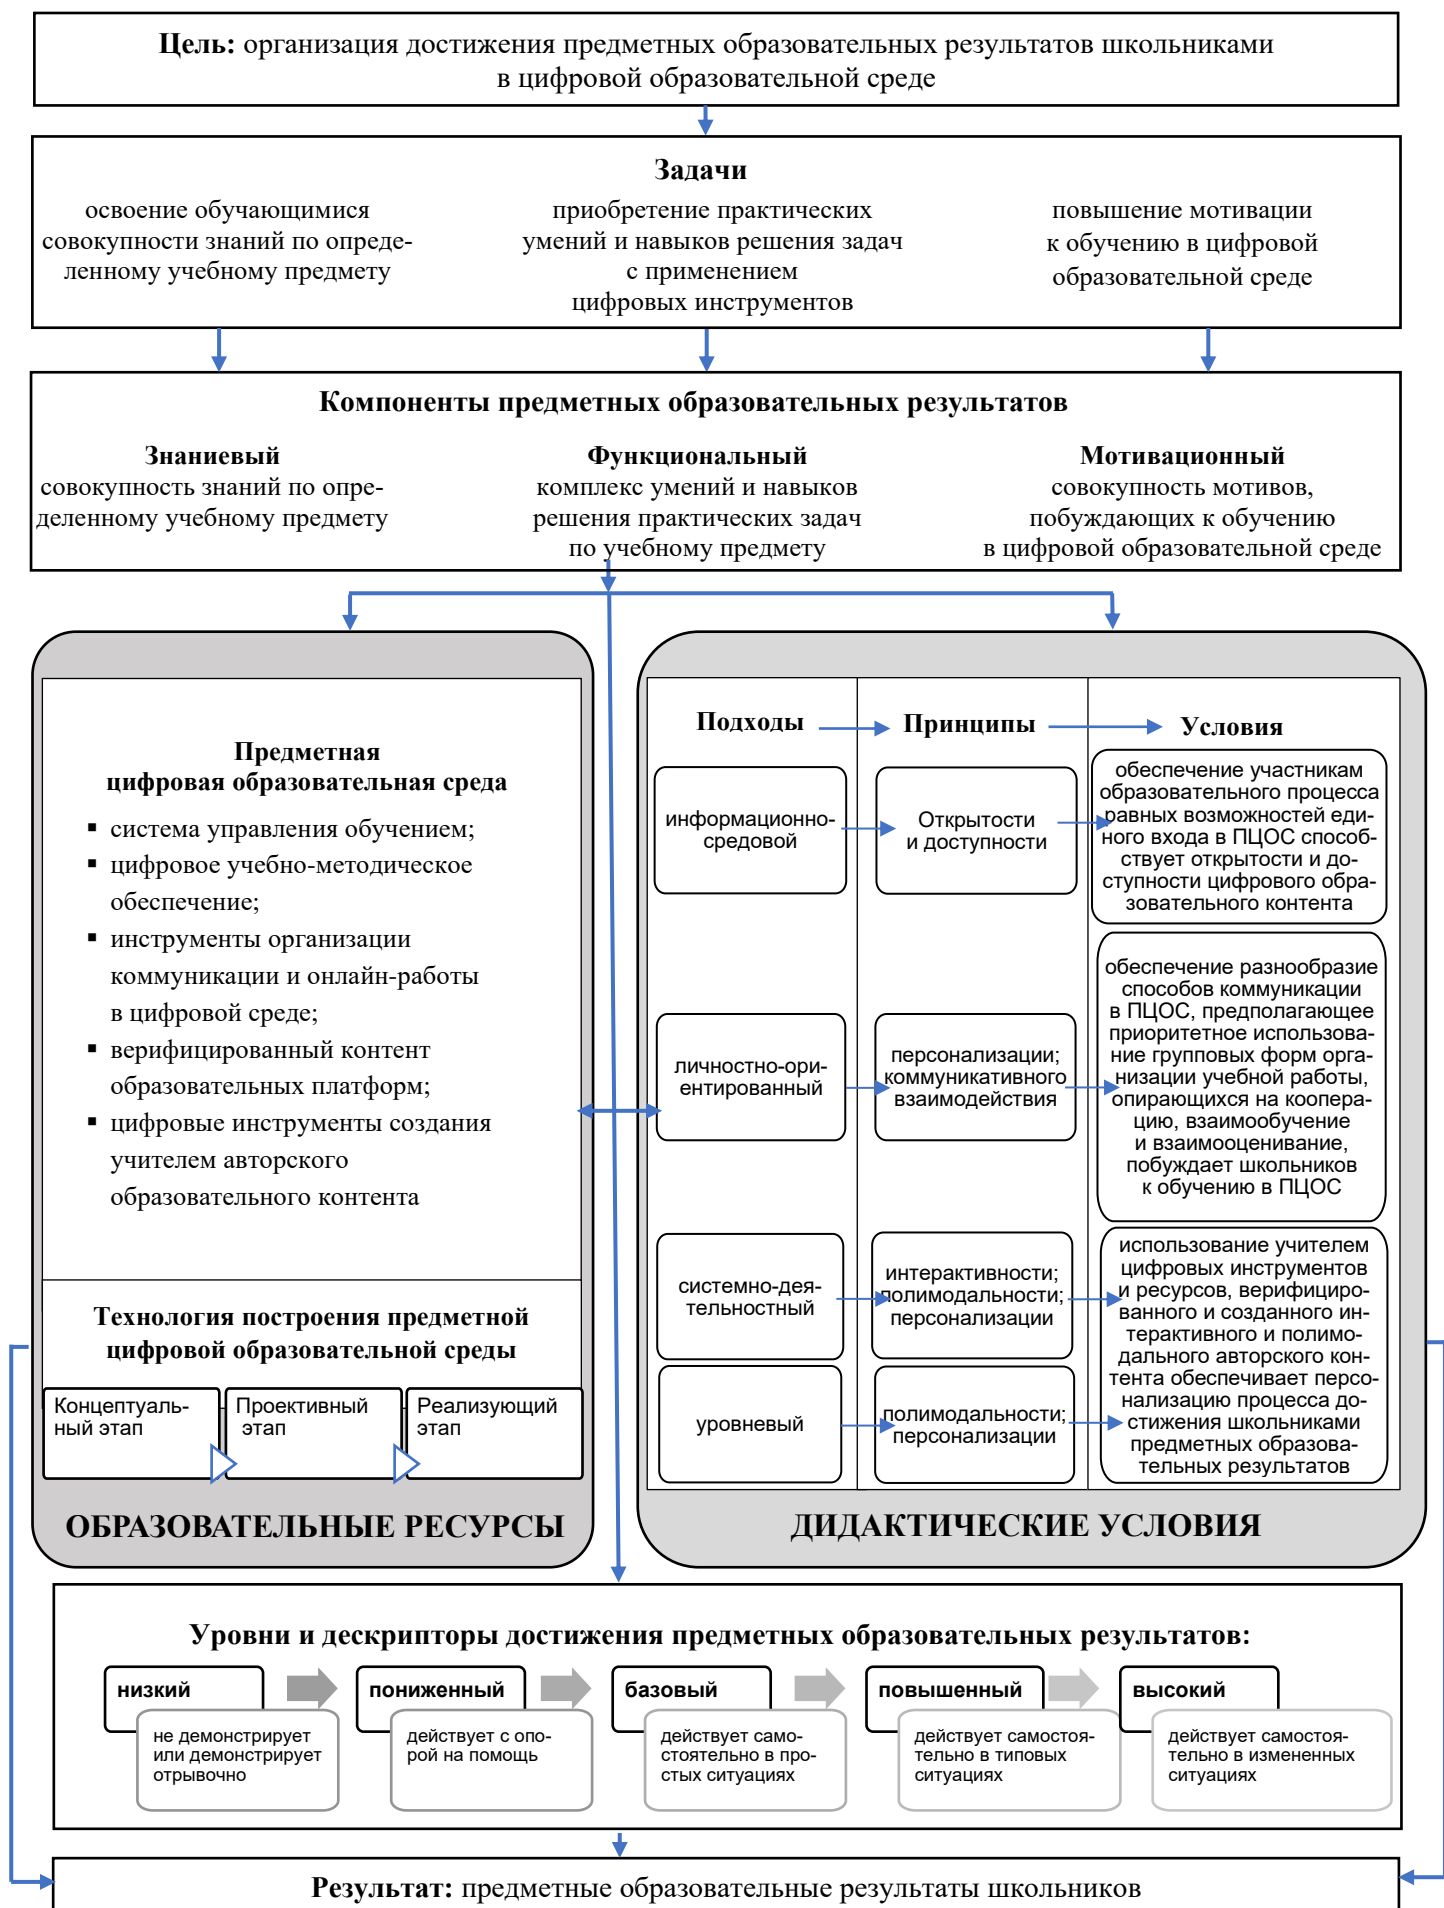 Цель: организация достижения предметных образовательных результатов школьниками
в цифровой образовательной среде
Задачи
освоение обучающимися
совокупности знаний по опреде-
ленному учебному предмету
приобретение практических
умений и навыков решения задач
с применением
цифровых инструментов
повышение мотивации
к обучению в цифровой
образовательной среде
Компоненты предметных образовательных результатов
Знаниевый
совокупность знаний по опре-
деленному учебному предмету
Функциональный
комплекс умений и навыков
решения практических задач
по учебному предмету
Мотивационный
совокупность мотивов,
побуждающих к обучению
в цифровой образовательной среде
Предметная
цифровая образовательная среда
▪ система управления обучением;
▪ цифровое учебно-методическое
обеспечение;
▪ инструменты организации
коммуникации и онлайн-работы
в цифровой среде;
▪ верифицированный контент
образовательных платформ;
▪ цифровые инструменты создания
учителем авторского
образовательного контента
Технология построения предметной
цифровой образовательной среды
Концептуаль-
ный этап
Проективный
этап
Реализующий
этап
ОБРАЗОВАТЕЛЬНЫЕ РЕСУРСЫ
Подходы
Принципы
Условия
информационно-
средовой
Открытости
и доступности
обеспечение участникам
образовательного процесса
равных возможностей еди-
ного входа в ПЦОС способ-
ствует открытости и до-
ступности цифрового обра-
зовательного контента
личностно-ори-
ентированный
персонализации;
коммуникативного
взаимодействия
обеспечение разнообразие
способов коммуникации
в ПЦОС, предполагающее
приоритетное использова-
ние групповых форм орга-
низации учебной работы,
опирающихся на коопера-
цию, взаимообучение
и взаимооценивание,
побуждает школьников
к обучению в ПЦОС
системно-дея-
тельностный
интерактивности;
полимодальности;
персонализации
уровневый
полимодальности;
персонализации
использование учителем
цифровых инструментов
и ресурсов, верифициро-
ванного и созданного ин-
терактивного и полимо-
дального авторского кон-
тента обеспечивает персо-
нализацию процесса до-
стижения школьниками
предметных образова-
тельных результатов
ДИДАКТИЧЕСКИЕ УСЛОВИЯ
Уровни и дескрипторы достижения предметных образовательных результатов:
низкий
не демонстрирует
или демонстрирует
отрывочно
пониженный
действует с опо-
рой на помощь
базовый
действует само-
стоятельно в про-
стых ситуациях
повышенный
действует самостоя-
тельно в типовых
ситуациях
высокий
действует самостоя-
тельно в измененных
ситуациях
Результат: предметные образовательные результаты школьников